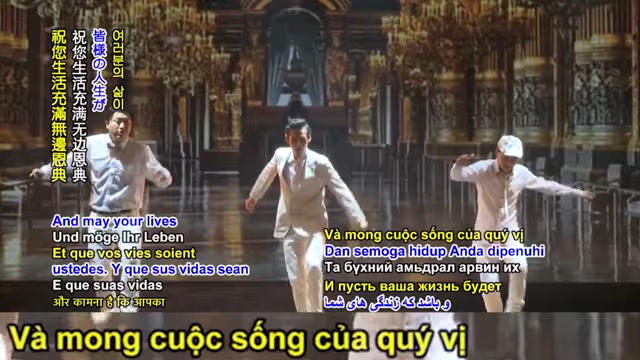 여러분의 삶이
皆様の人生が
祝您生活充满无边恩典
祝您生活充滿無邊恩典
And may your lives
Und möge Ihr Leben
Et que vos vies soient
ustedes. Y que sus vidas sean
E que suas vidas
और कामना है कि आपका
Và mong cuộc sống của quý vị
Dan semoga hidup Anda dipenuhi
Та бүхний амьдрал арвин их
И пусть ваша жизнь будет
و باشد که زندگی های شما
Và mong cuộc sống của quý vị